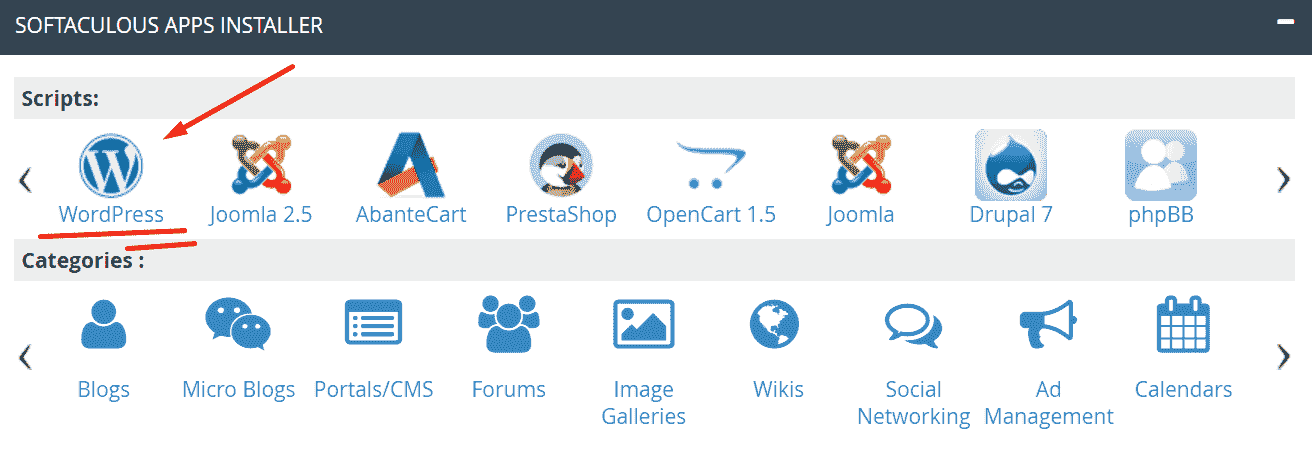 SOFTACULOUS APPS INSTALLER
Scripts:
WordPress Joomla 2.5 AbanteCart PrestaShop OpenCart 1.5 Joomla Drupal 7 phpBB
Categories :
Blogs Micro Blogs Portals/CMS Forums Image Wikis Social Ad Calendars
Galleries Networking Management